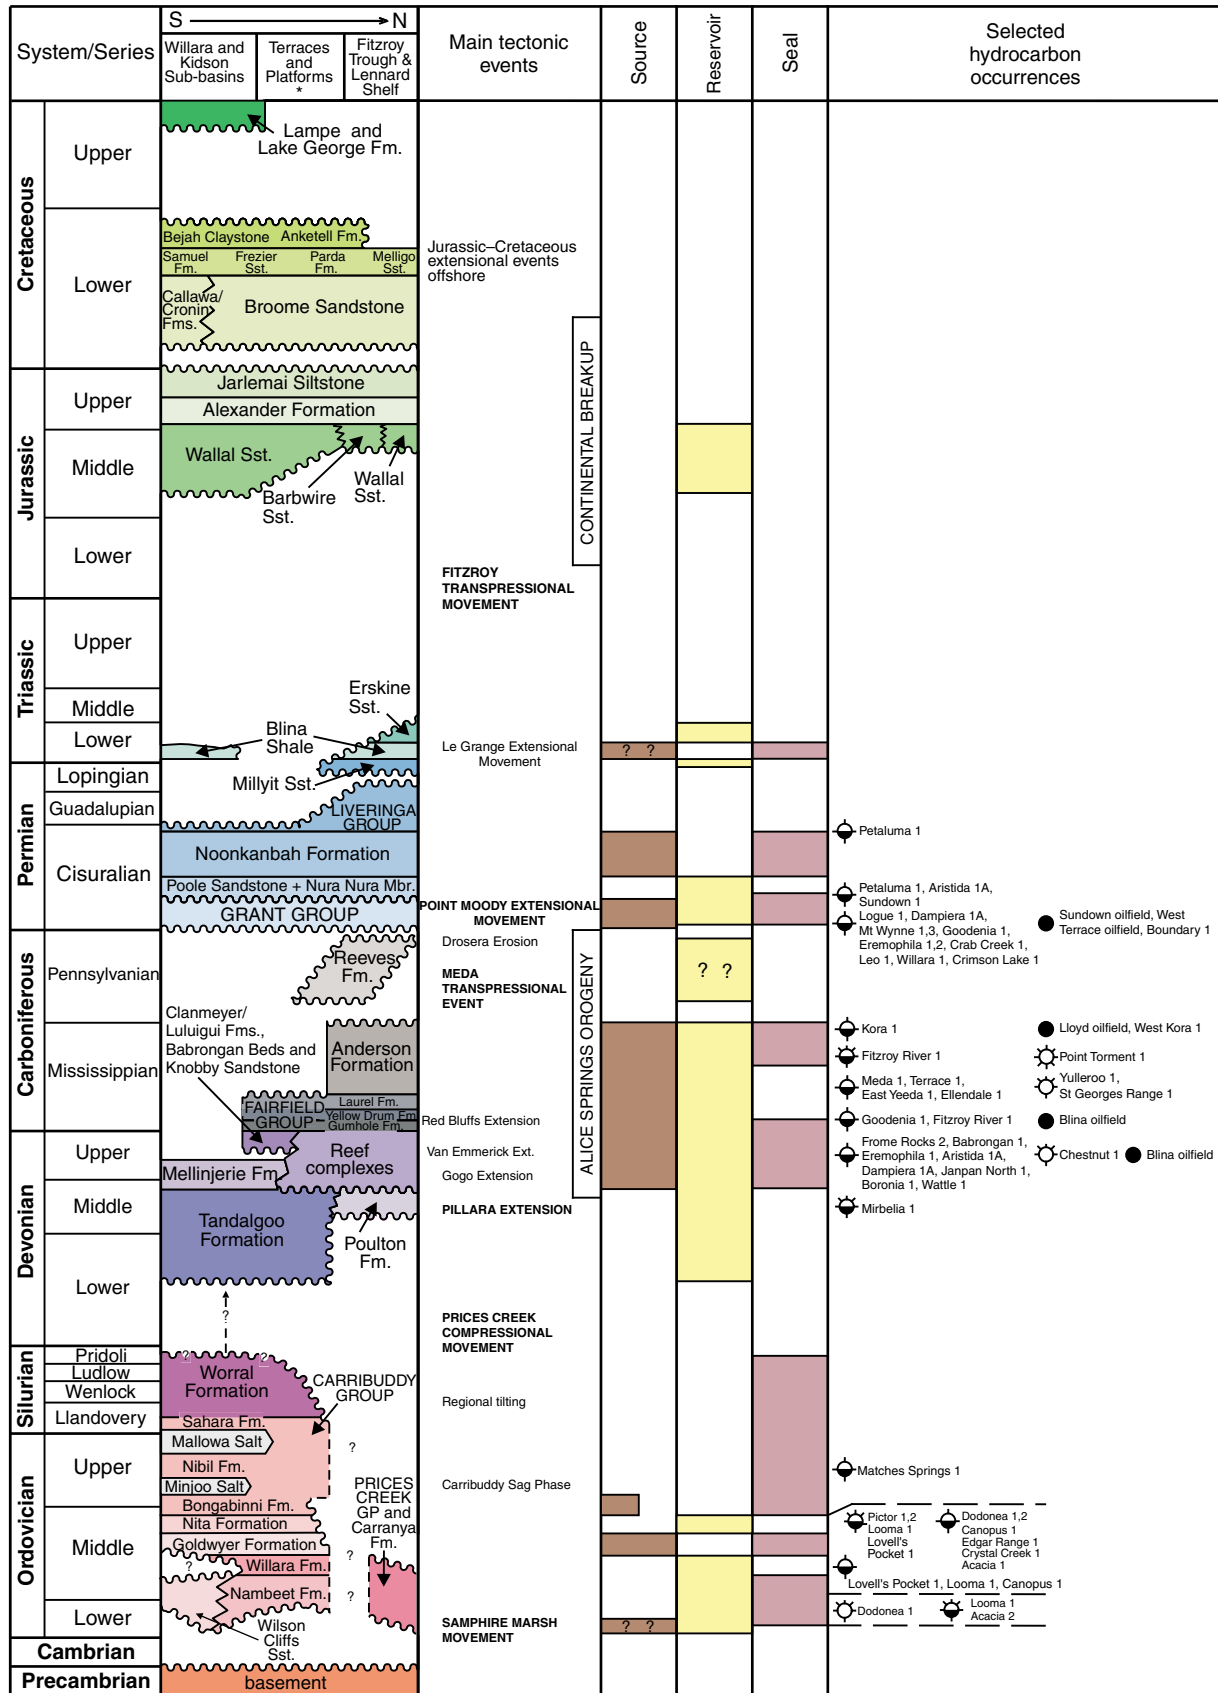 System/Series
S
N
Willara and
Kidson
Sub-basins
Terraces
and
Platforms
*
Fitzroy
Trough &
Lennard
Shelf
Main tectonic
events
Source
Reservoir
Seal
Selected
hydrocarbon
occurrences
Cretaceous
Upper
Lower
Lampe and
Lake George Fm.
Bejah Claystone
Anketell Fm.
Samuel
Fm.
Frezier
Sst.
Parda
Fm.
Melligo
Sst.
Callawa/
Cronin
Fms.
Broome Sandstone
Jurassic–Cretaceous
extensional events
offshore
CONTINENTAL BREAKUP
Jurassic
Upper
Middle
Lower
Jarlemai Siltstone
Alexander Formation
Wallal Sst.
Barbwire
Sst.
Wallal
Sst.
FITZROY
TRANSPRESSIONAL
MOVEMENT
Triassic
Upper
Middle
Lower
Erskine
Sst.
Blina
Shale
Le Grange Extensional
Movement
? ?
Permian
Lopingian
Guadalupian
Cisuralian
Millyit Sst.
LIVERINGA
GROUP
Noonkanbah Formation
Poole Sandstone + Nura Nura Mbr.
GRANT GROUP
POINT MOODY EXTENSIONAL
MOVEMENT
Petaluma 1
Petaluma 1, Aristida 1A,
Sundown 1
Logue 1, Dampiera 1A,
Mt Wynne 1,3, Goodenia 1,
Eremophila 1,2, Crab Creek 1,
Leo 1, Willara 1, Crimson Lake 1
Sundown oilfield, West
Terrace oilfield, Boundary 1
Carboniferous
Pennsylvanian
Mississippian
Reeves
Fm.
Clanmeyer/
Luluigui Fms.,
Babrongan Beds and
Knobby Sandstone
Anderson
Formation
FAIRFIELD
GROUP
Laurel Fm.
Yellow Drum Fm
Gumhole Fm.
Drosera Erosion
MEDA
TRANSPRESSIONAL
EVENT
Red Bluffs Extension
ALICE SPRINGS OROGENY
? ?
Kora 1
Lloyd oilfield, West Kora 1
Fitzroy River 1
Point Torment 1
Meda 1, Terrace 1,
East Yeeda 1, Ellendale 1
Yulleroo 1,
St Georges Range 1
Goodenia 1, Fitzroy River 1
Blina oilfield
Devonian
Upper
Middle
Lower
Mellinjerie Fm.
Reef
complexes
Tandalgoo
Formation
Poulton
Fm.
?
Van Emmerick Ext.
Gogo Extension
PILLARA EXTENSION
PRICES CREEK
COMPRESSIONAL
MOVEMENT
Frome Rocks 2, Babrongan 1,
Eremophila 1, Aristida 1A,
Dampiera 1A, Janpan North 1,
Boronia 1, Wattle 1
Chestnut 1
Blina oilfield
Mirbelia 1
Silurian
Pridoli
Ludlow
Wenlock
Llandovery
?
?
Worral
Formation
CARRIBUDDY
GROUP
Regional tilting
Sahara Fm.
Ordovician
Upper
Middle
Lower
Mallowa Salt
Nibil Fm.
Minjoo Salt
Bongabinni Fm.
Nita Formation
Goldwyer Formation
?
Willara Fm.
Nambeet Fm.
Wilson
Cliffs
Sst.
?
?
?
PRICES
CREEK
GP and
Carranya
Fm.
Carribuddy Sag Phase
SAMPHIRE MARSH
MOVEMENT
? ?
Matches Springs 1
Pictor 1,2
Looma 1
Lovell's
Pocket 1
Dodonea 1,2
Canopus 1
Edgar Range 1
Crystal Creek 1
Acacia 1
Lovell's Pocket 1, Looma 1, Canopus 1
Dodonea 1
Looma 1
Acacia 2
Cambrian
Precambrian
basement